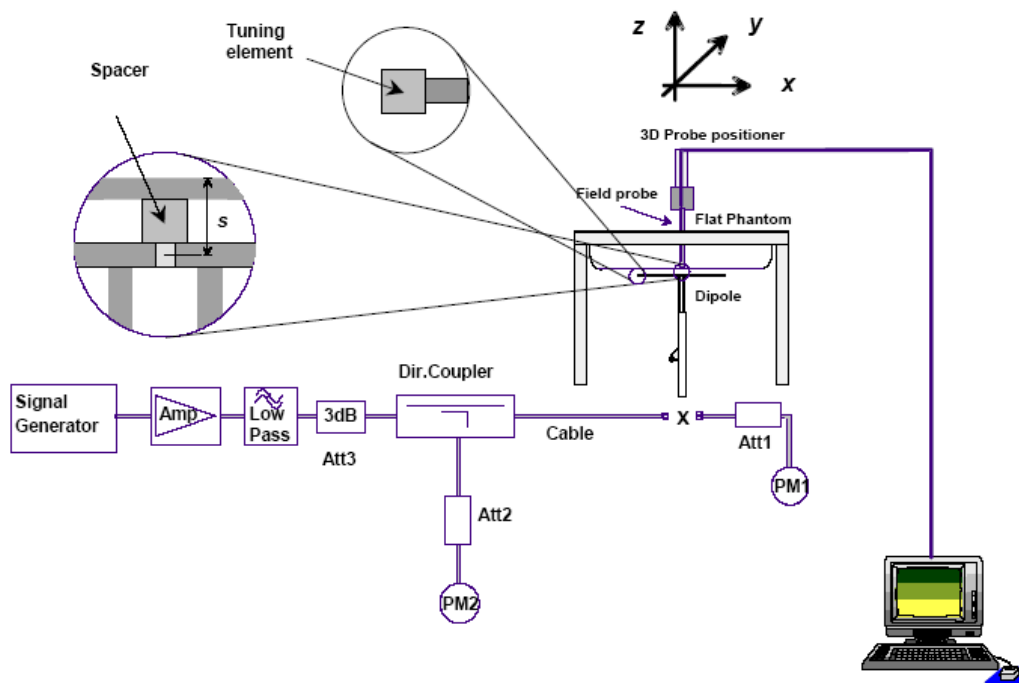 Tuning
element
Spacer
s
z
y
x
3D Probe positioner
Field probe
Flat Phantom
Dipole
Dir.Coupler
Signal
Generator
Amp
Low
Pass
3dB
Att3
Cable
X
Att1
PM1
Att2
PM2